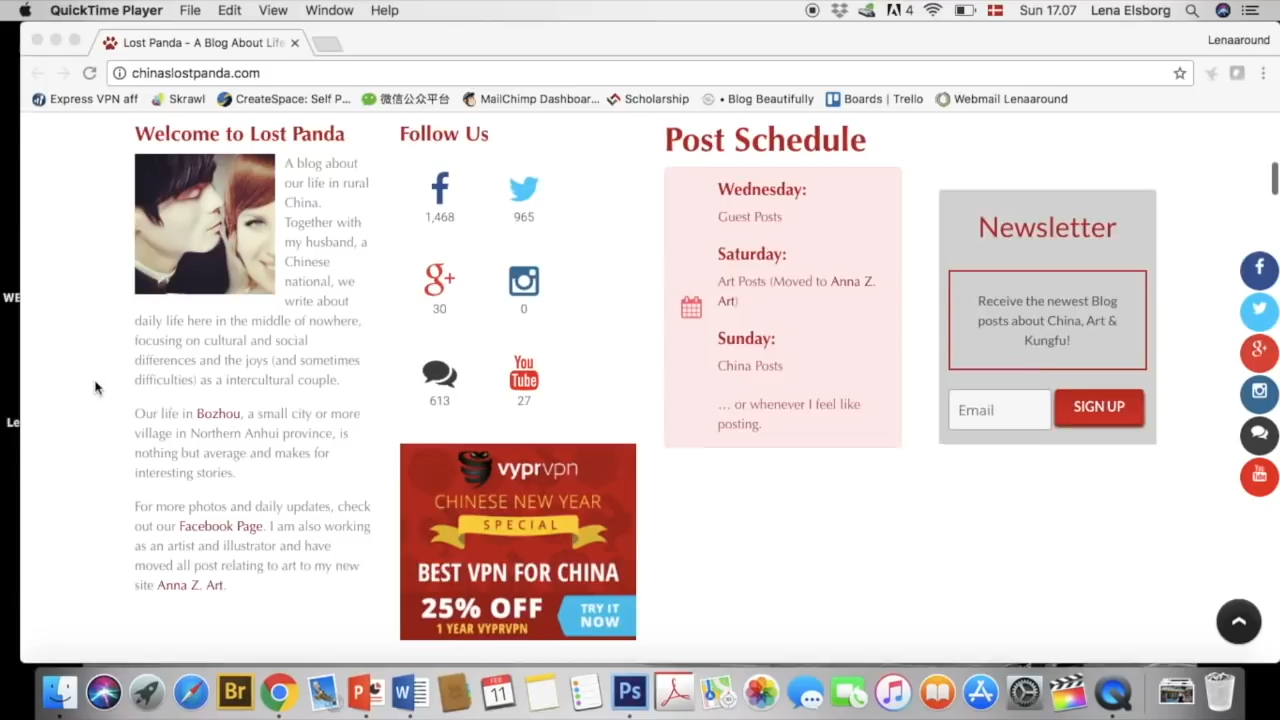 QuickTime Player File Edit View Window Help
4 Sun 17.07 Lena Elsborg
Lost Panda - A Blog About Life
Lenaaround
chinaslostpanda.com
Express VPN aff Skrawl CreateSpace: Self P... 微信公众平台 MailChimp Dashboar... Scholarship • Blog Beautifully Boards | Trello Webmail Lenaaround
Welcome to Lost Panda
A blog about
our life in rural
China.
Together with
my husband, a
Chinese
national, we
write about
daily life here in the middle of nowhere,
focusing on cultural and social
differences and the joys (and sometimes
difficulties) as a intercultural couple.
Our life in Bozhou, a small city or more
village in Northern Anhui province, is
nothing but average and makes for
interesting stories.
For more photos and daily updates, check
out our Facebook Page. I am also working
as an artist and illustrator and have
moved all post relating to art to my new
site Anna Z. Art.
Follow Us
1,468 965
g+
30 0
You
Tube
613 27
vyprvpn
CHINESE NEW YEAR
SPECIAL
BEST VPN FOR CHINA
25% OFF
1 YEAR VYPRVPN
TRY IT
NOW
Post Schedule
Wednesday:
Guest Posts
Saturday:
Art Posts (Moved to Anna Z.
Art)
Sunday:
China Posts
... or whenever I feel like
posting.
Newsletter
Receive the newest Blog
posts about China, Art &
Kungfu!
Email SIGN UP
g+
You
Tube
WE
Le
Br
P
W
FEB
11
Ps